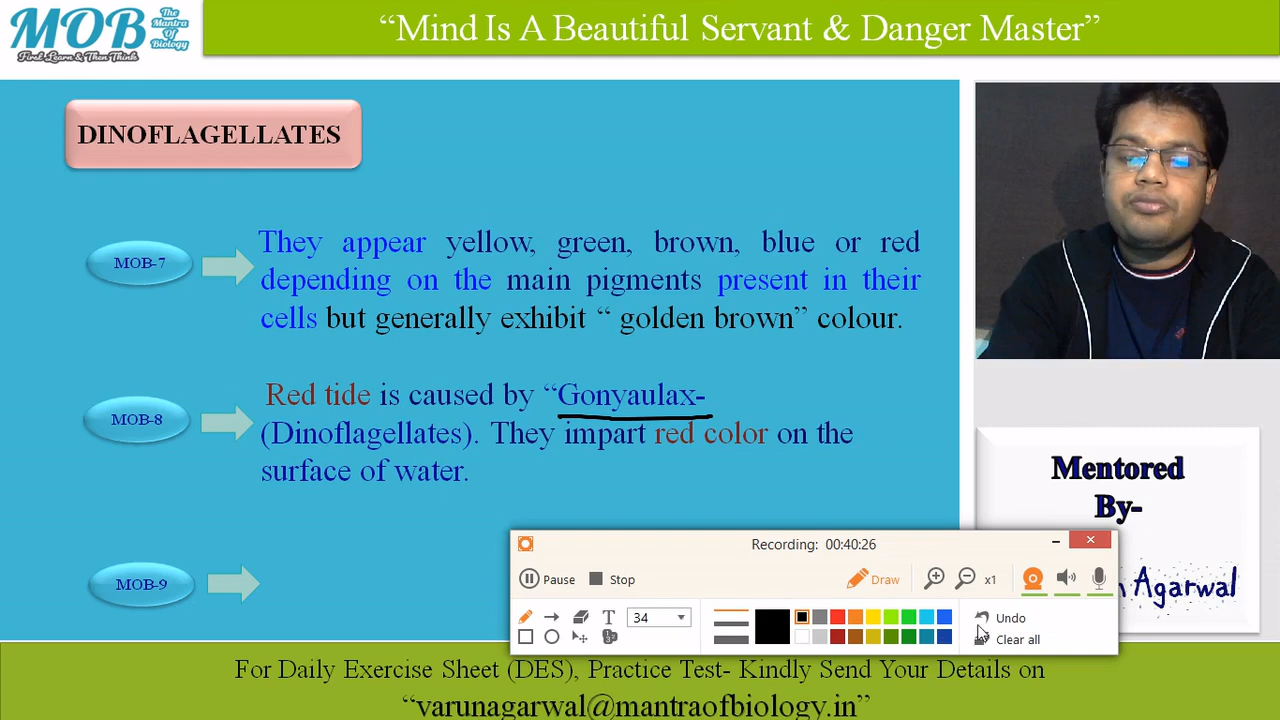 MOB The Mantra Of Biology
First Learn & Then Think
“Mind Is A Beautiful Servant & Danger Master”
DINOFLAGELLATES
MOB-7
They appear yellow, green, brown, blue or red
depending on the main pigments present in their
cells but generally exhibit “ golden brown” colour.
MOB-8
Red tide is caused by “Gonyaulax-
(Dinoflagellates). They impart red color on the
surface of water.
MOB-9
Mentored
By-
Agarwal
Recording: 00:40:26
Pause Stop Draw x1
T 34 Undo
Clear all
For Daily Exercise Sheet (DES), Practice Test- Kindly Send Your Details on
“varunagarwal@mantraofbiology.in”